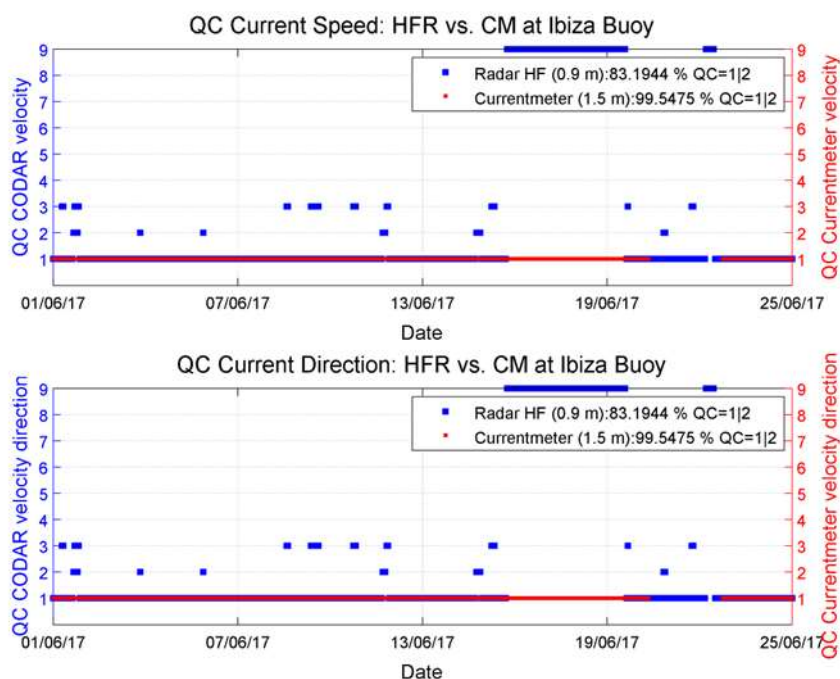 QC Current Speed: HFR vs. CM at Ibiza Buoy
QC CODAR velocity
9
8
7
6
5
4
3
2
1
Radar HF (0.9 m):83.1944 % QC=1|2
Currentmeter (1.5 m):99.5475 % QC=1|2
9
8
7
6
5
4
3
2
1
QC Currentmeter velocity
01/06/17 07/06/17 13/06/17 19/06/17 25/06/17
Date
QC Current Direction: HFR vs. CM at Ibiza Buoy
QC CODAR velocity direction
9
8
7
6
5
4
3
2
1
Radar HF (0.9 m):83.1944 % QC=1|2
Currentmeter (1.5 m):99.5475 % QC=1|2
9
8
7
6
5
4
3
2
1
QC Currentmeter velocity direction
01/06/17 07/06/17 13/06/17 19/06/17 25/06/17
Date